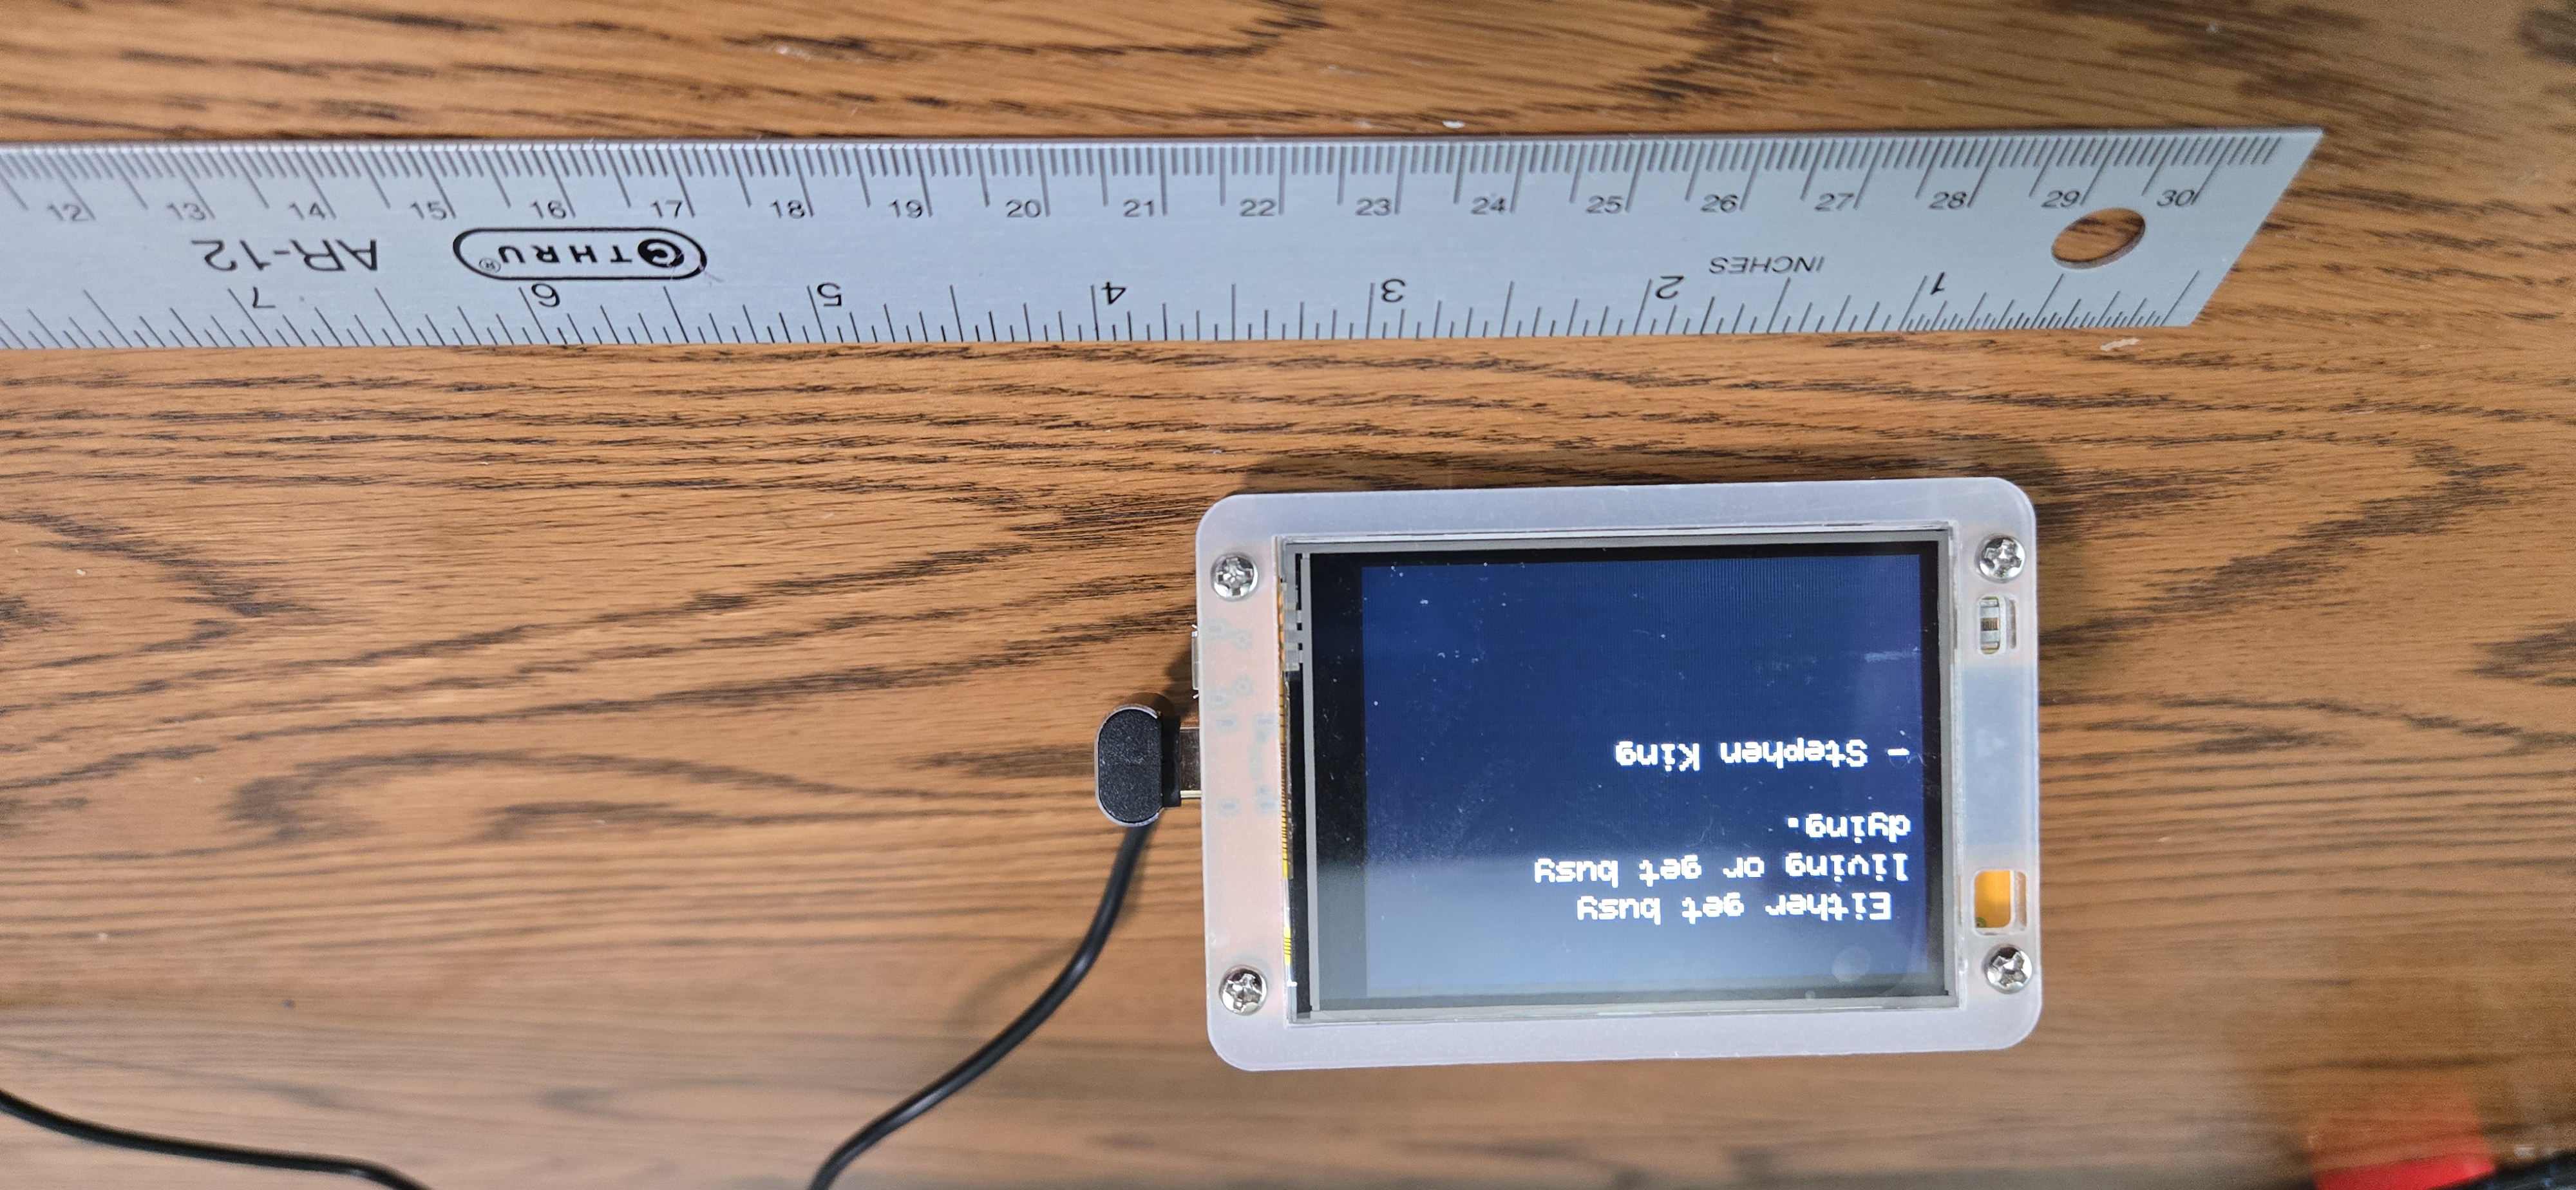 Either get busy
living or get busy
dying.
- Stephen King
1 2 3 4 5 6 7
INCHES
CTHRU® AR-12
30 29 28 27 26 25 24 23 22 21 20 19 18 17 16 15 14 13 12